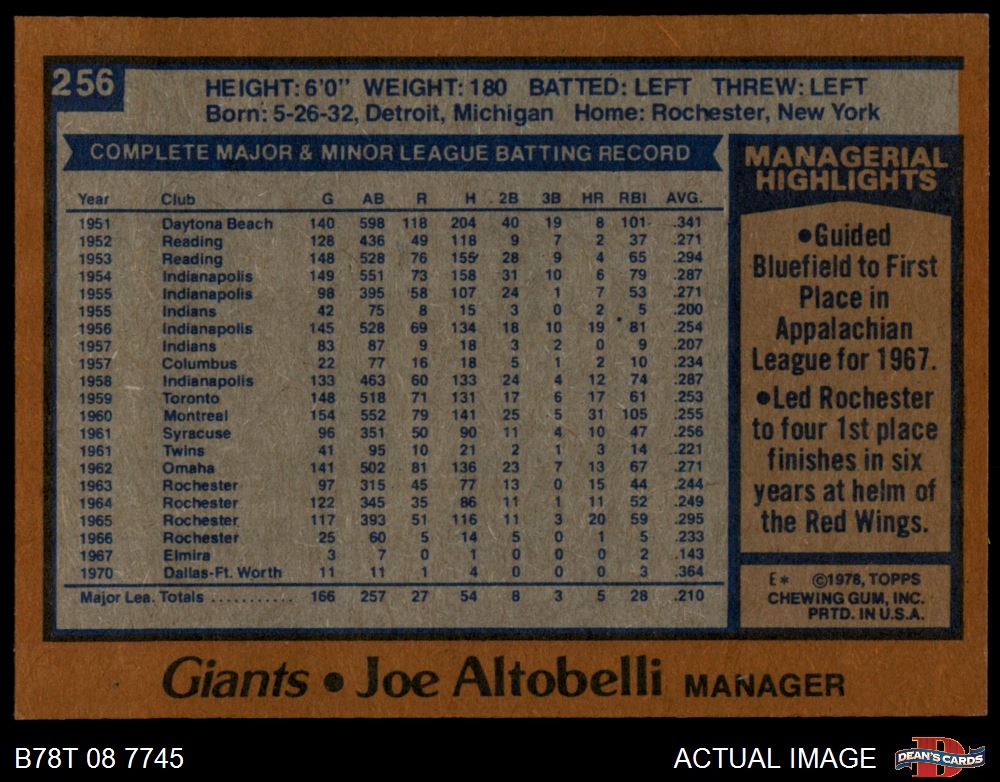 256
HEIGHT: 6'0" WEIGHT: 180 BATTED: LEFT THREW: LEFT
Born: 5-26-32, Detroit, Michigan Home: Rochester, New York
COMPLETE MAJOR & MINOR LEAGUE BATTING RECORD
Year Club G AB R H 2B 3B HR RBI AVG.
1951 Daytona Beach 140 598 118 204 40 19 8 101 .341
1952 Reading 128 436 49 118 9 7 2 37 .271
1953 Reading 148 528 76 155 28 9 4 65 .294
1954 Indianapolis 149 551 73 158 31 10 6 79 .287
1955 Indianapolis 98 395 58 107 24 1 7 53 .271
1955 Indians 42 75 8 15 3 0 2 5 .200
1956 Indianapolis 145 528 69 134 18 10 19 81 .254
1957 Indians 83 87 9 18 3 2 0 9 .207
1957 Columbus 22 77 16 18 5 1 2 10 .234
1958 Indianapolis 133 463 60 133 24 4 12 74 .287
1959 Toronto 148 518 71 131 17 6 17 61 .253
1960 Montreal 154 552 79 141 25 5 31 105 .255
1961 Syracuse 96 351 50 90 11 4 10 47 .256
1961 Twins 41 95 10 21 2 1 3 14 .221
1962 Omaha 141 502 81 136 23 7 13 67 .271
1963 Rochester 97 315 45 77 13 0 15 44 .244
1964 Rochester 122 345 35 86 11 1 11 52 .249
1965 Rochester 117 393 51 116 11 3 20 59 .295
1966 Rochester 25 60 5 14 5 0 1 5 .233
1967 Elmira 3 7 0 1 0 0 0 2 .143
1970 Dallas-Ft. Worth 11 11 1 4 0 0 0 3 .364
Major Lea. Totals .......... 166 257 27 54 8 3 5 28 .210
MANAGERIAL
HIGHLIGHTS
•Guided
Bluefield to First
Place in
Appalachian
League for 1967.
•Led Rochester
to four 1st place
finishes in six
years at helm of
the Red Wings.
E* ©1978, TOPPS
CHEWING GUM, INC.
PRTD. IN U.S.A.
Giants • Joe Altobelli MANAGER
B78T 08 7745
ACTUAL IMAGE
D
DEAN'S CARDS